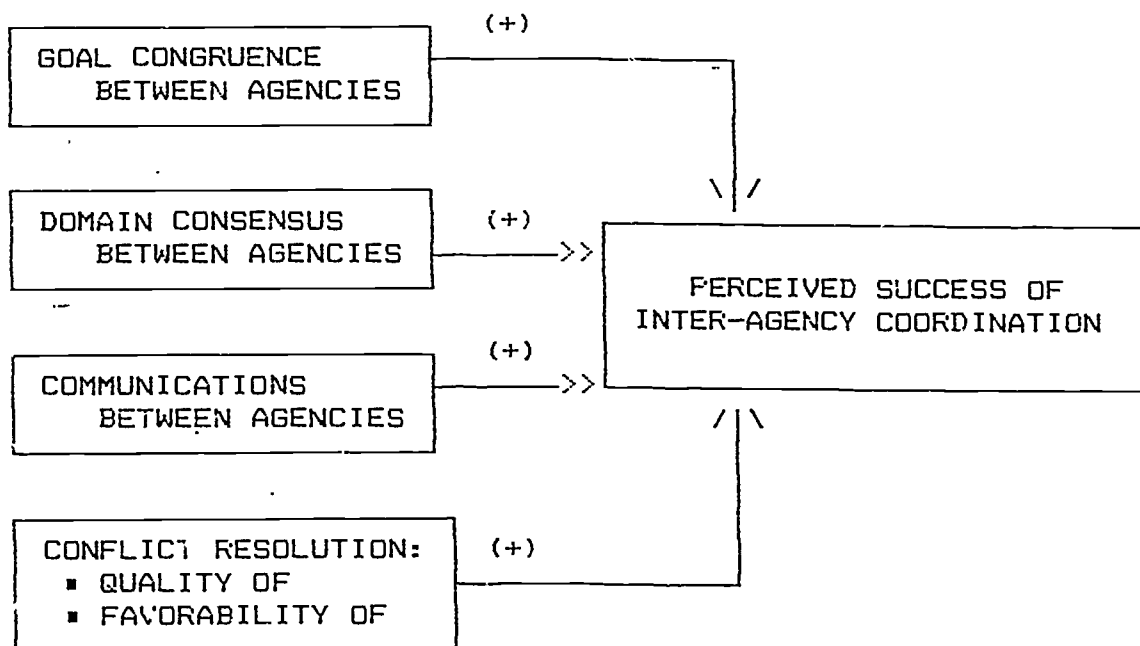 (+)
GOAL CONGRUENCE
BETWEEN AGENCIES
DOMAIN CONSENSUS
BETWEEN AGENCIES
(+)
PERCEIVED SUCCESS OF
INTER-AGENCY COORDINATION
(+)
COMMUNICATIONS
BETWEEN AGENCIES
CONFLICT RESOLUTION:
▪ QUALITY OF
▪ FAVORABILITY OF
(+)